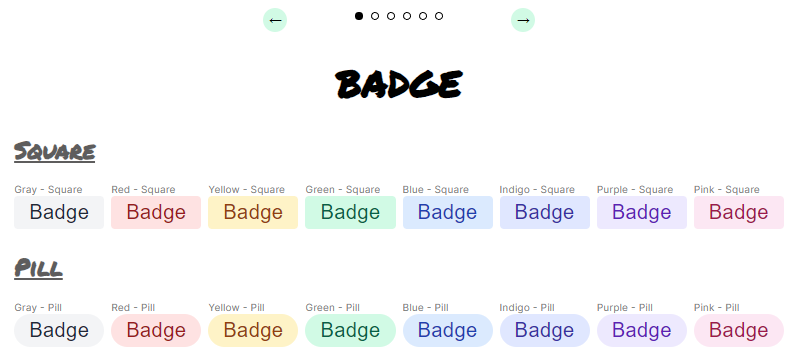 ← →
BADGE
SQUARE
Gray - Square Red - Square Yellow - Square Green - Square Blue - Square Indigo - Square Purple - Square Pink - Square
Badge Badge Badge Badge Badge Badge Badge Badge
PILL
Gray - Pill Red - Pill Yellow - Pill Green - Pill Blue - Pill Indigo - Pill Purple - Pill Pink - Pill
Badge Badge Badge Badge Badge Badge Badge Badge